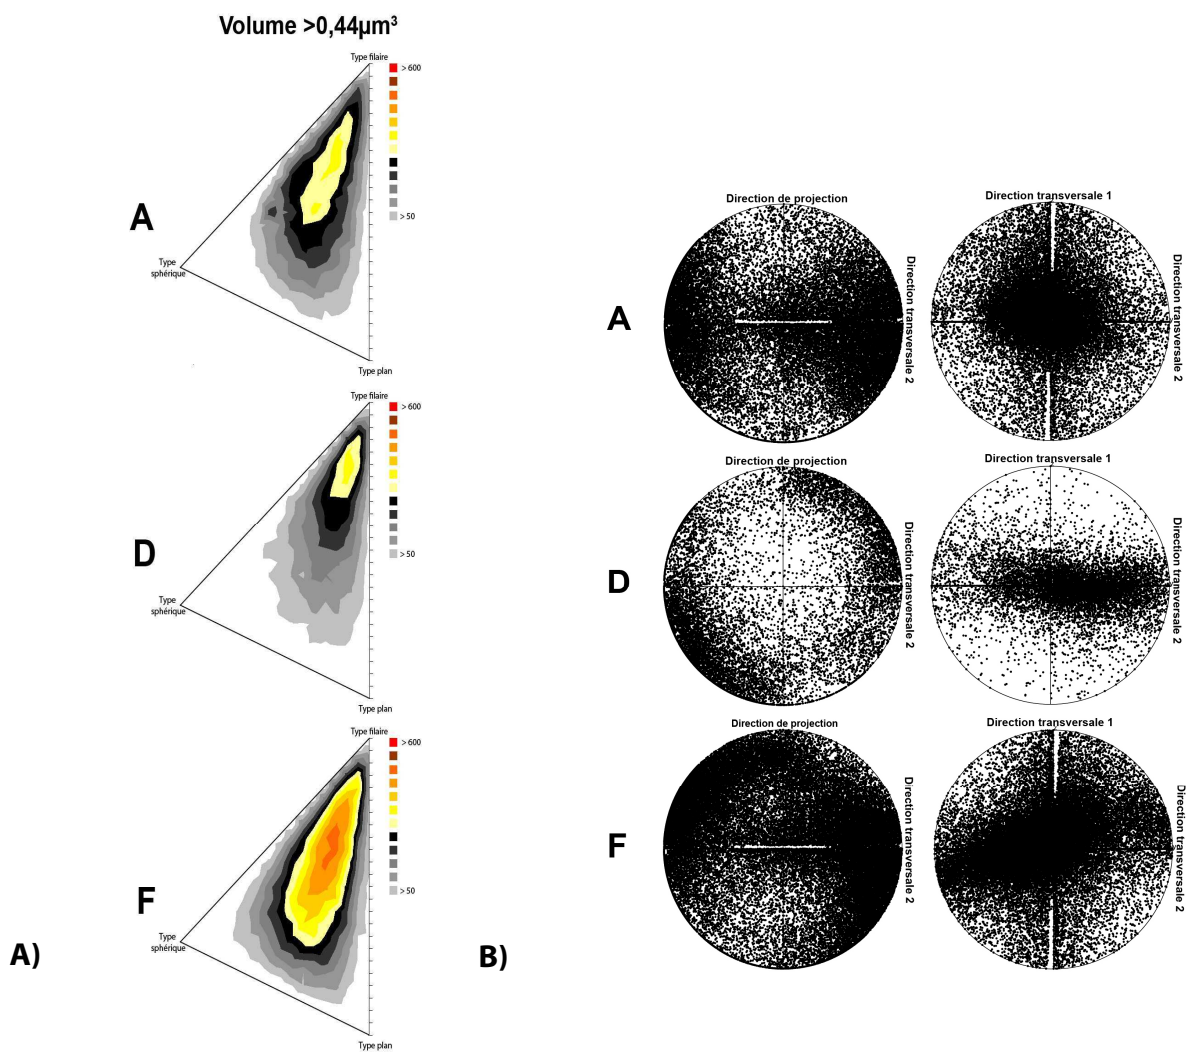 Volume >0,44µm³
Type filaire
>600
A
>50
Type
sphérique
Type plan
Type filaire
>600
D
>50
Type
sphérique
Type plan
Type filaire
>600
F
>50
Type
sphérique
Type plan
A)
Direction de projection
Direction transversale 2
Direction transversale 1
Direction transversale 2
A
Direction de projection
Direction transversale 2
Direction transversale 1
Direction transversale 2
D
Direction de projection
Direction transversale 2
Direction transversale 1
Direction transversale 2
F
B)